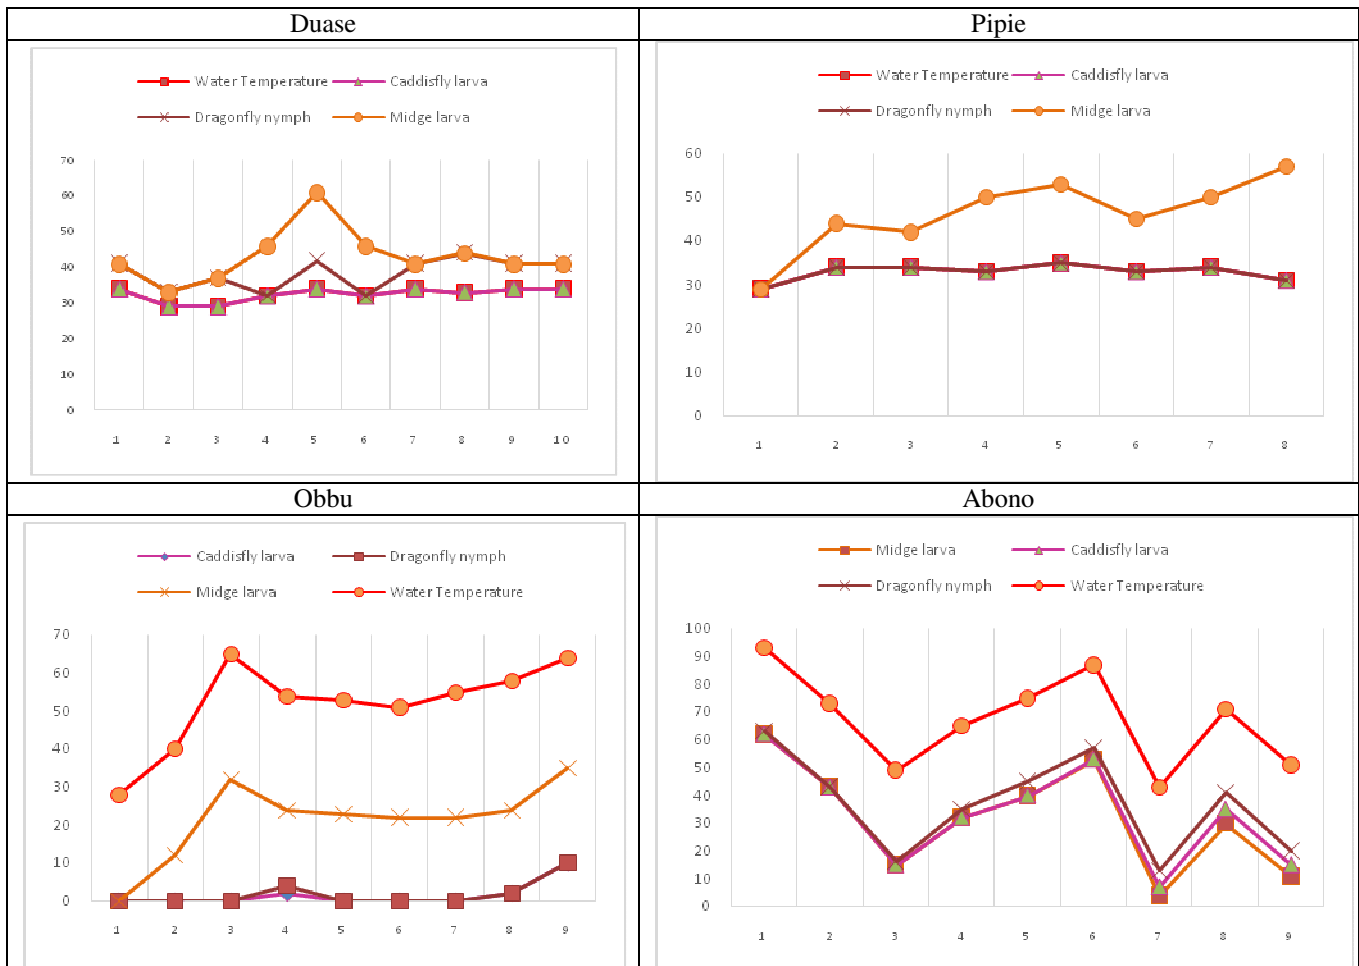 Duase
Water Temperature Caddisfly larva
Dragonfly nymph Midge larva
70
60
50
40
30
20
10
0
1 2 3 4 5 6 7 8 9 10
Pipie
Water Temperature Caddisfly larva
Dragonfly nymph Midge larva
60
50
40
30
20
10
0
1 2 3 4 5 6 7 8
Obbu
Caddisfly larva Dragonfly nymph
Midge larva Water Temperature
70
60
50
40
30
20
10
0
1 2 3 4 5 6 7 8 9
Abono
Midge larva Caddisfly larva
Dragonfly nymph Water Temperature
100
90
80
70
60
50
40
30
20
10
0
1 2 3 4 5 6 7 8 9